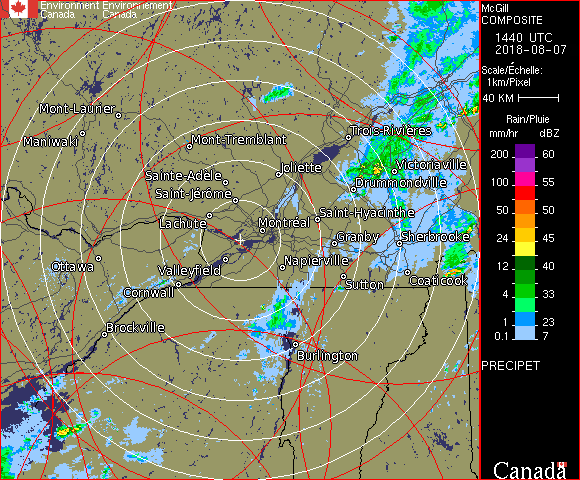 Environment Environnement
Canada Canada
McGill
COMPOSITE
1440 UTC
2018-08-07
Scale/Échelle:
1km/Pixel
40 KM
Rain/Pluie
mm/hr dBZ
200 60
100 55
50 50
24 45
12 40
4 33
1 23
0.1 7
PRECIPET
Mont-Laurier
Maniwaki
Mont-Tremblant
Trois-Rivières
Sainte-Adèle
Joliette
Victoriaville
Drummondville
Saint-Jérôme
Lachute
Montréal
Saint-Hyacinthe
Granby
Sherbrooke
Ottawa
Valleyfield
Napierville
Cornwall
Sutton
Coaticook
Brockville
Burlington
Canada